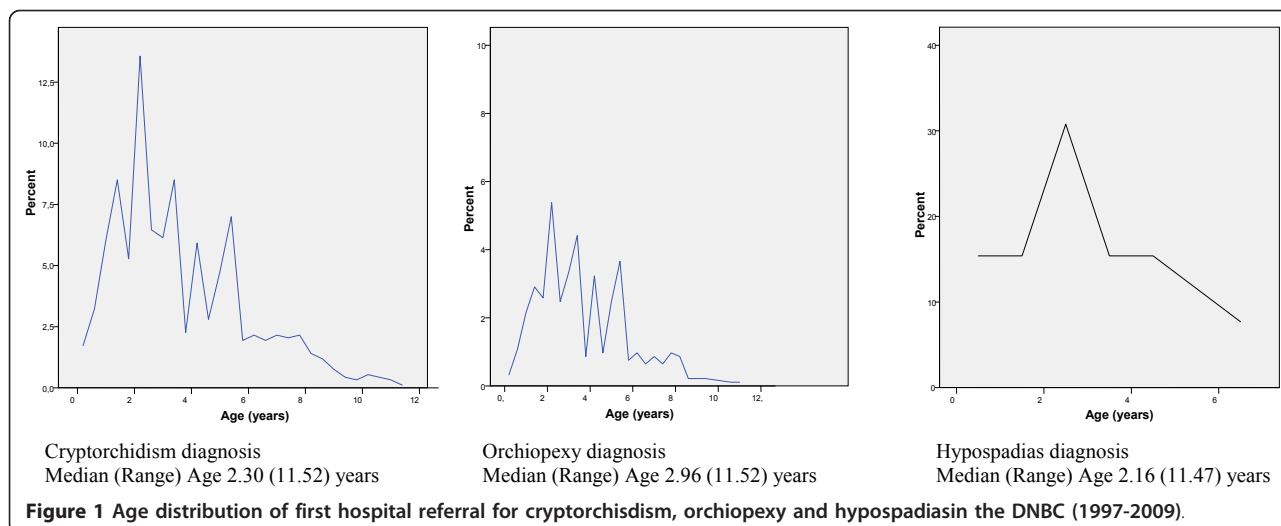 12,5
10,0
7,5
5,0
2,5
0,0
Percent
0 2 4 6 8 10 12
Age (years)
Cryptorchidism diagnosis
Median (Range) Age 2.30 (11.52) years
10
8
6
4
2
0
Percent
0, 2 4 6 8 10 12,
Age (years)
Orchiopexy diagnosis
Median (Range) Age 2.96 (11.52) years
40
30
20
10
0
Percent
0 2 4 6
Age (years)
Hypospadias diagnosis
Median (Range) Age 2.16 (11.47) years
Figure 1 Age distribution of first hospital referral for cryptorchisdism, orchiopexy and hypospadiasin the DNBC (1997-2009).